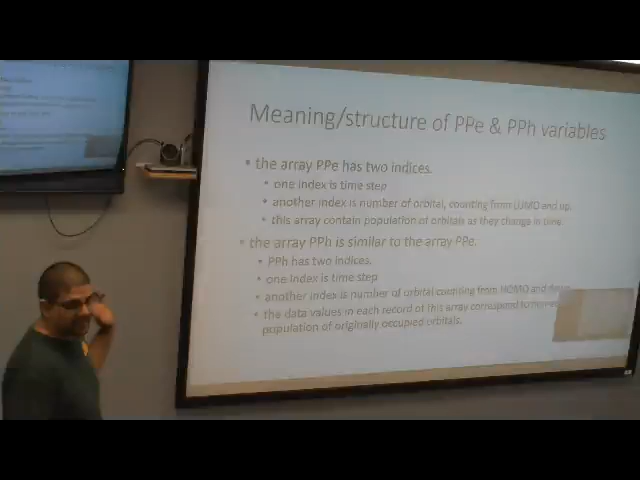 Meaning/structure of PPe & PPh variables
• the array PPe has two indices.
• one index is time step
• another index is number of orbital, counting from LUMO and up.
• this array contain population of orbitals as they change in time.
• the array PPh is similar to the array PPe.
• PPh has two indices.
• one index is time step
• another index is number of orbital counting from HOMO and
• the data values in each record of this array correspond to
population of originally occupied orbitals.